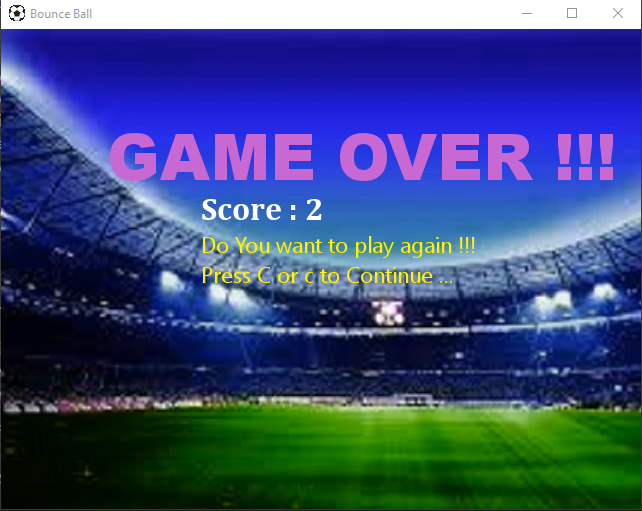 Bounce Ball
GAME OVER !!!
Score : 2
Do You want to play again !!!
Press C or c to Continue ...